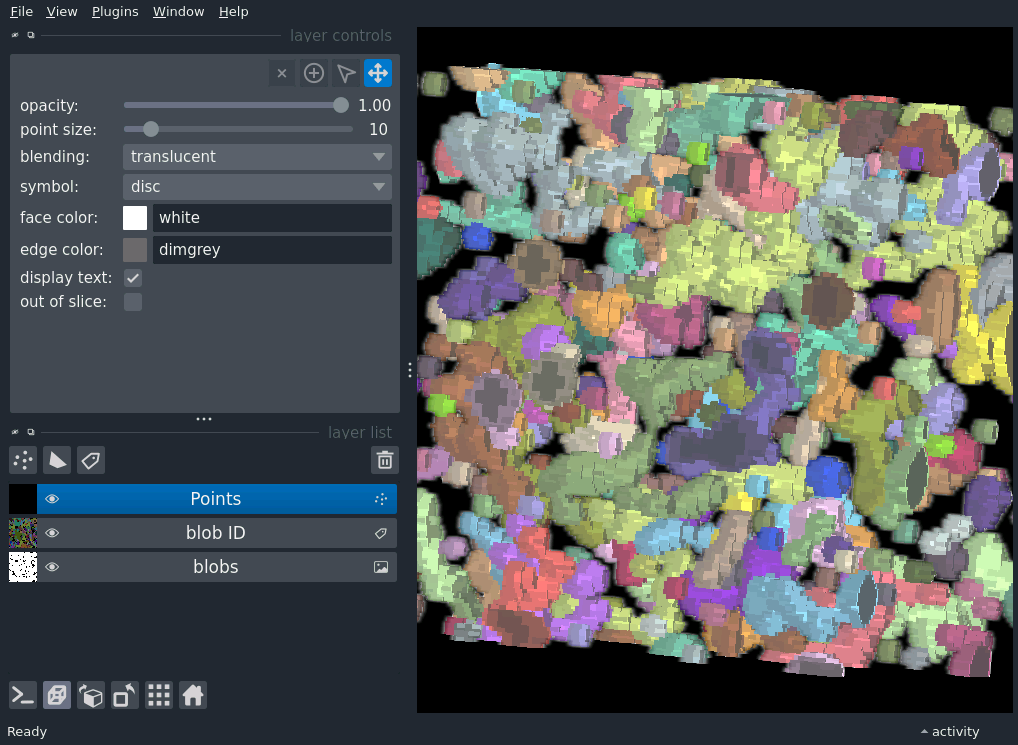 File View Plugins Window Help
layer controls
opacity: 1.00
point size: 10
blending: translucent
symbol: disc
face color: white
edge color: dimgrey
display text:
out of slice:
layer list
Points
blob ID
blobs
Ready activity